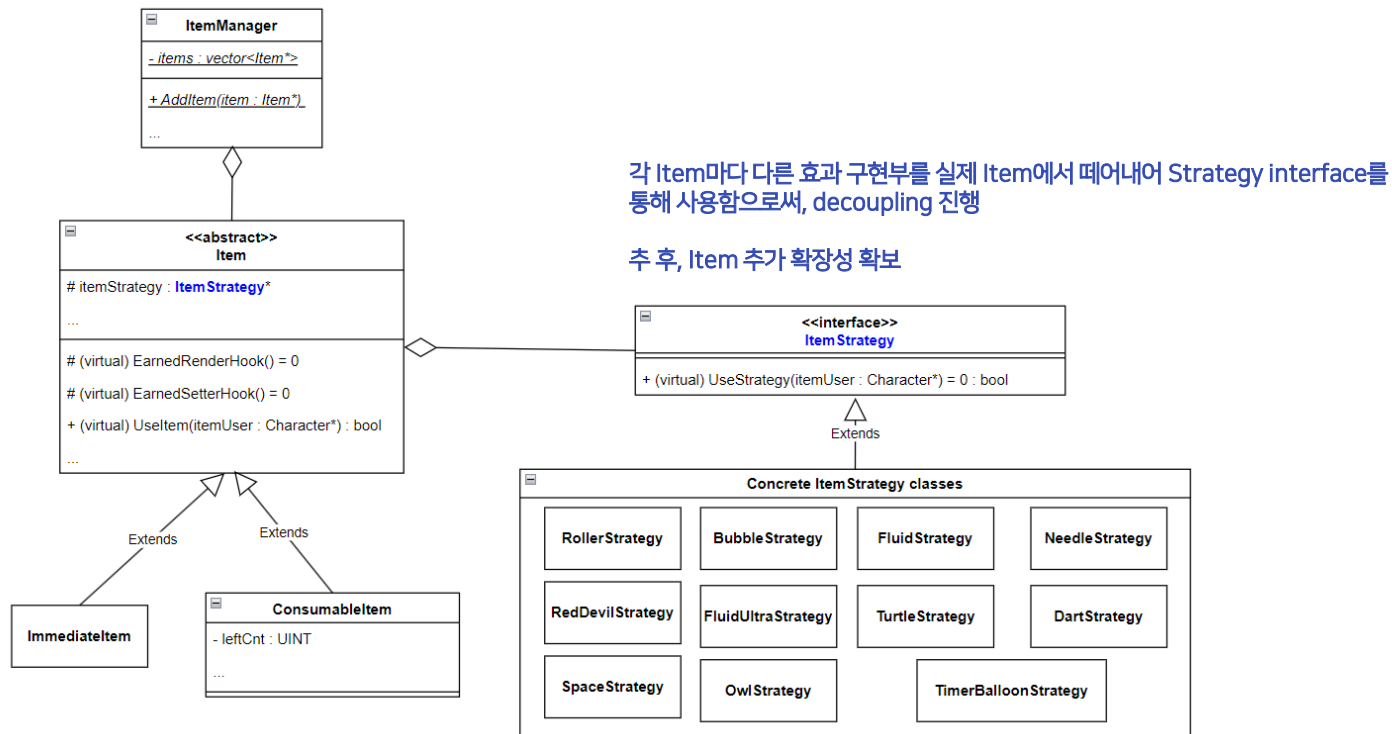 ItemManager
- items : vector<Item*>
+ AddItem(item : Item*)
...
각 Item마다 다른 효과 구현부를 실제 Item에서 떼어내어 Strategy interface를
통해 사용함으로써, decoupling 진행
추 후, Item 추가 확장성 확보
<<abstract>>
Item
# itemStrategy : ItemStrategy*
...
# (virtual) EarnedRenderHook() = 0
# (virtual) EarnedSetterHook() = 0
+ (virtual) UseItem(itemUser : Character*) : bool
...
<<interface>>
ItemStrategy
+ (virtual) UseStrategy(itemUser : Character*) = 0 : bool
Extends
Extends
Extends
ImmediateItem
ConsumableItem
- leftCnt : UINT
...
Concrete ItemStrategy classes
RollerStrategy
BubbleStrategy
FluidStrategy
NeedleStrategy
RedDevilStrategy
FluidUltraStrategy
TurtleStrategy
DartStrategy
SpaceStrategy
OwlStrategy
TimerBalloonStrategy